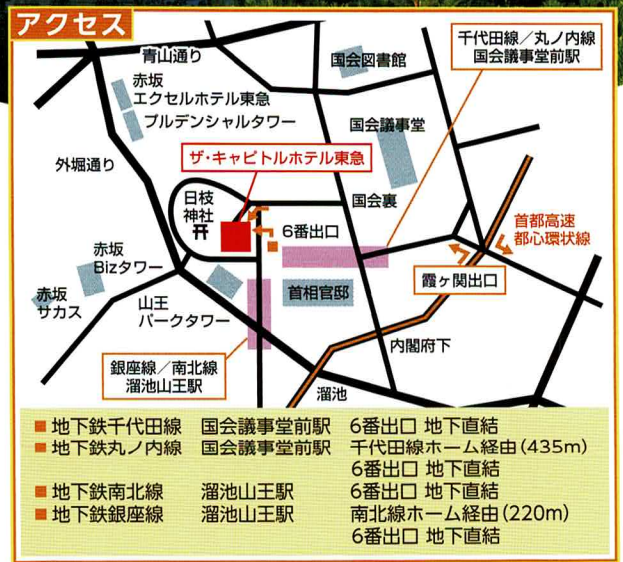 アクセス
千代田線／丸ノ内線
国会議事堂前駅
青山通り
国会図書館
赤坂
エクセルホテル東急
プルデンシャルタワー
国会議事堂
外堀通り
ザ・キャピトルホテル東急
日枝
神社
国会裏
6番出口
首都高速
都心環状線
赤坂
Bizタワー
霞ヶ関出口
赤坂
サカス
首相官邸
山王
パークタワー
内閣府下
銀座線／南北線
溜池山王駅
溜池
■地下鉄千代田線 国会議事堂前駅 6番出口 地下直結
■地下鉄丸ノ内線 国会議事堂前駅 千代田線ホーム経由（435m）
6番出口 地下直結
■地下鉄南北線 溜池山王駅 6番出口 地下直結
■地下鉄銀座線 溜池山王駅 南北線ホーム経由（220m）
6番出口 地下直結